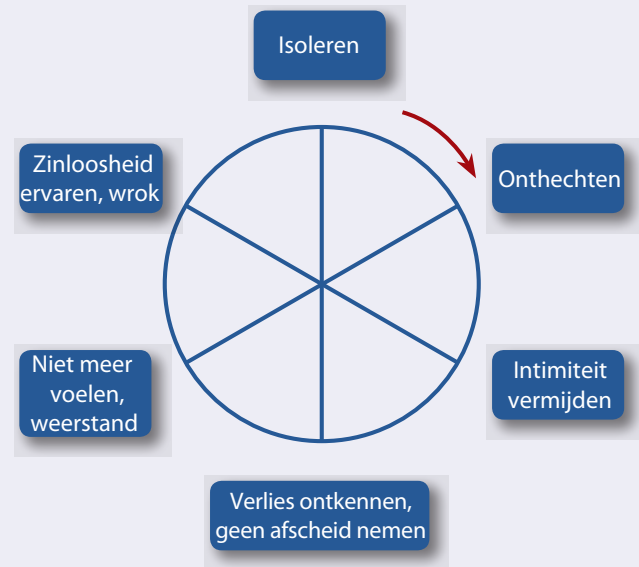 Isoleren
Onthechten
Intimiteit
vermijden
Verlies ontkennen,
geen afscheid nemen
Niet meer
voelen,
weerstand
Zinloosheid
ervaren, wrok